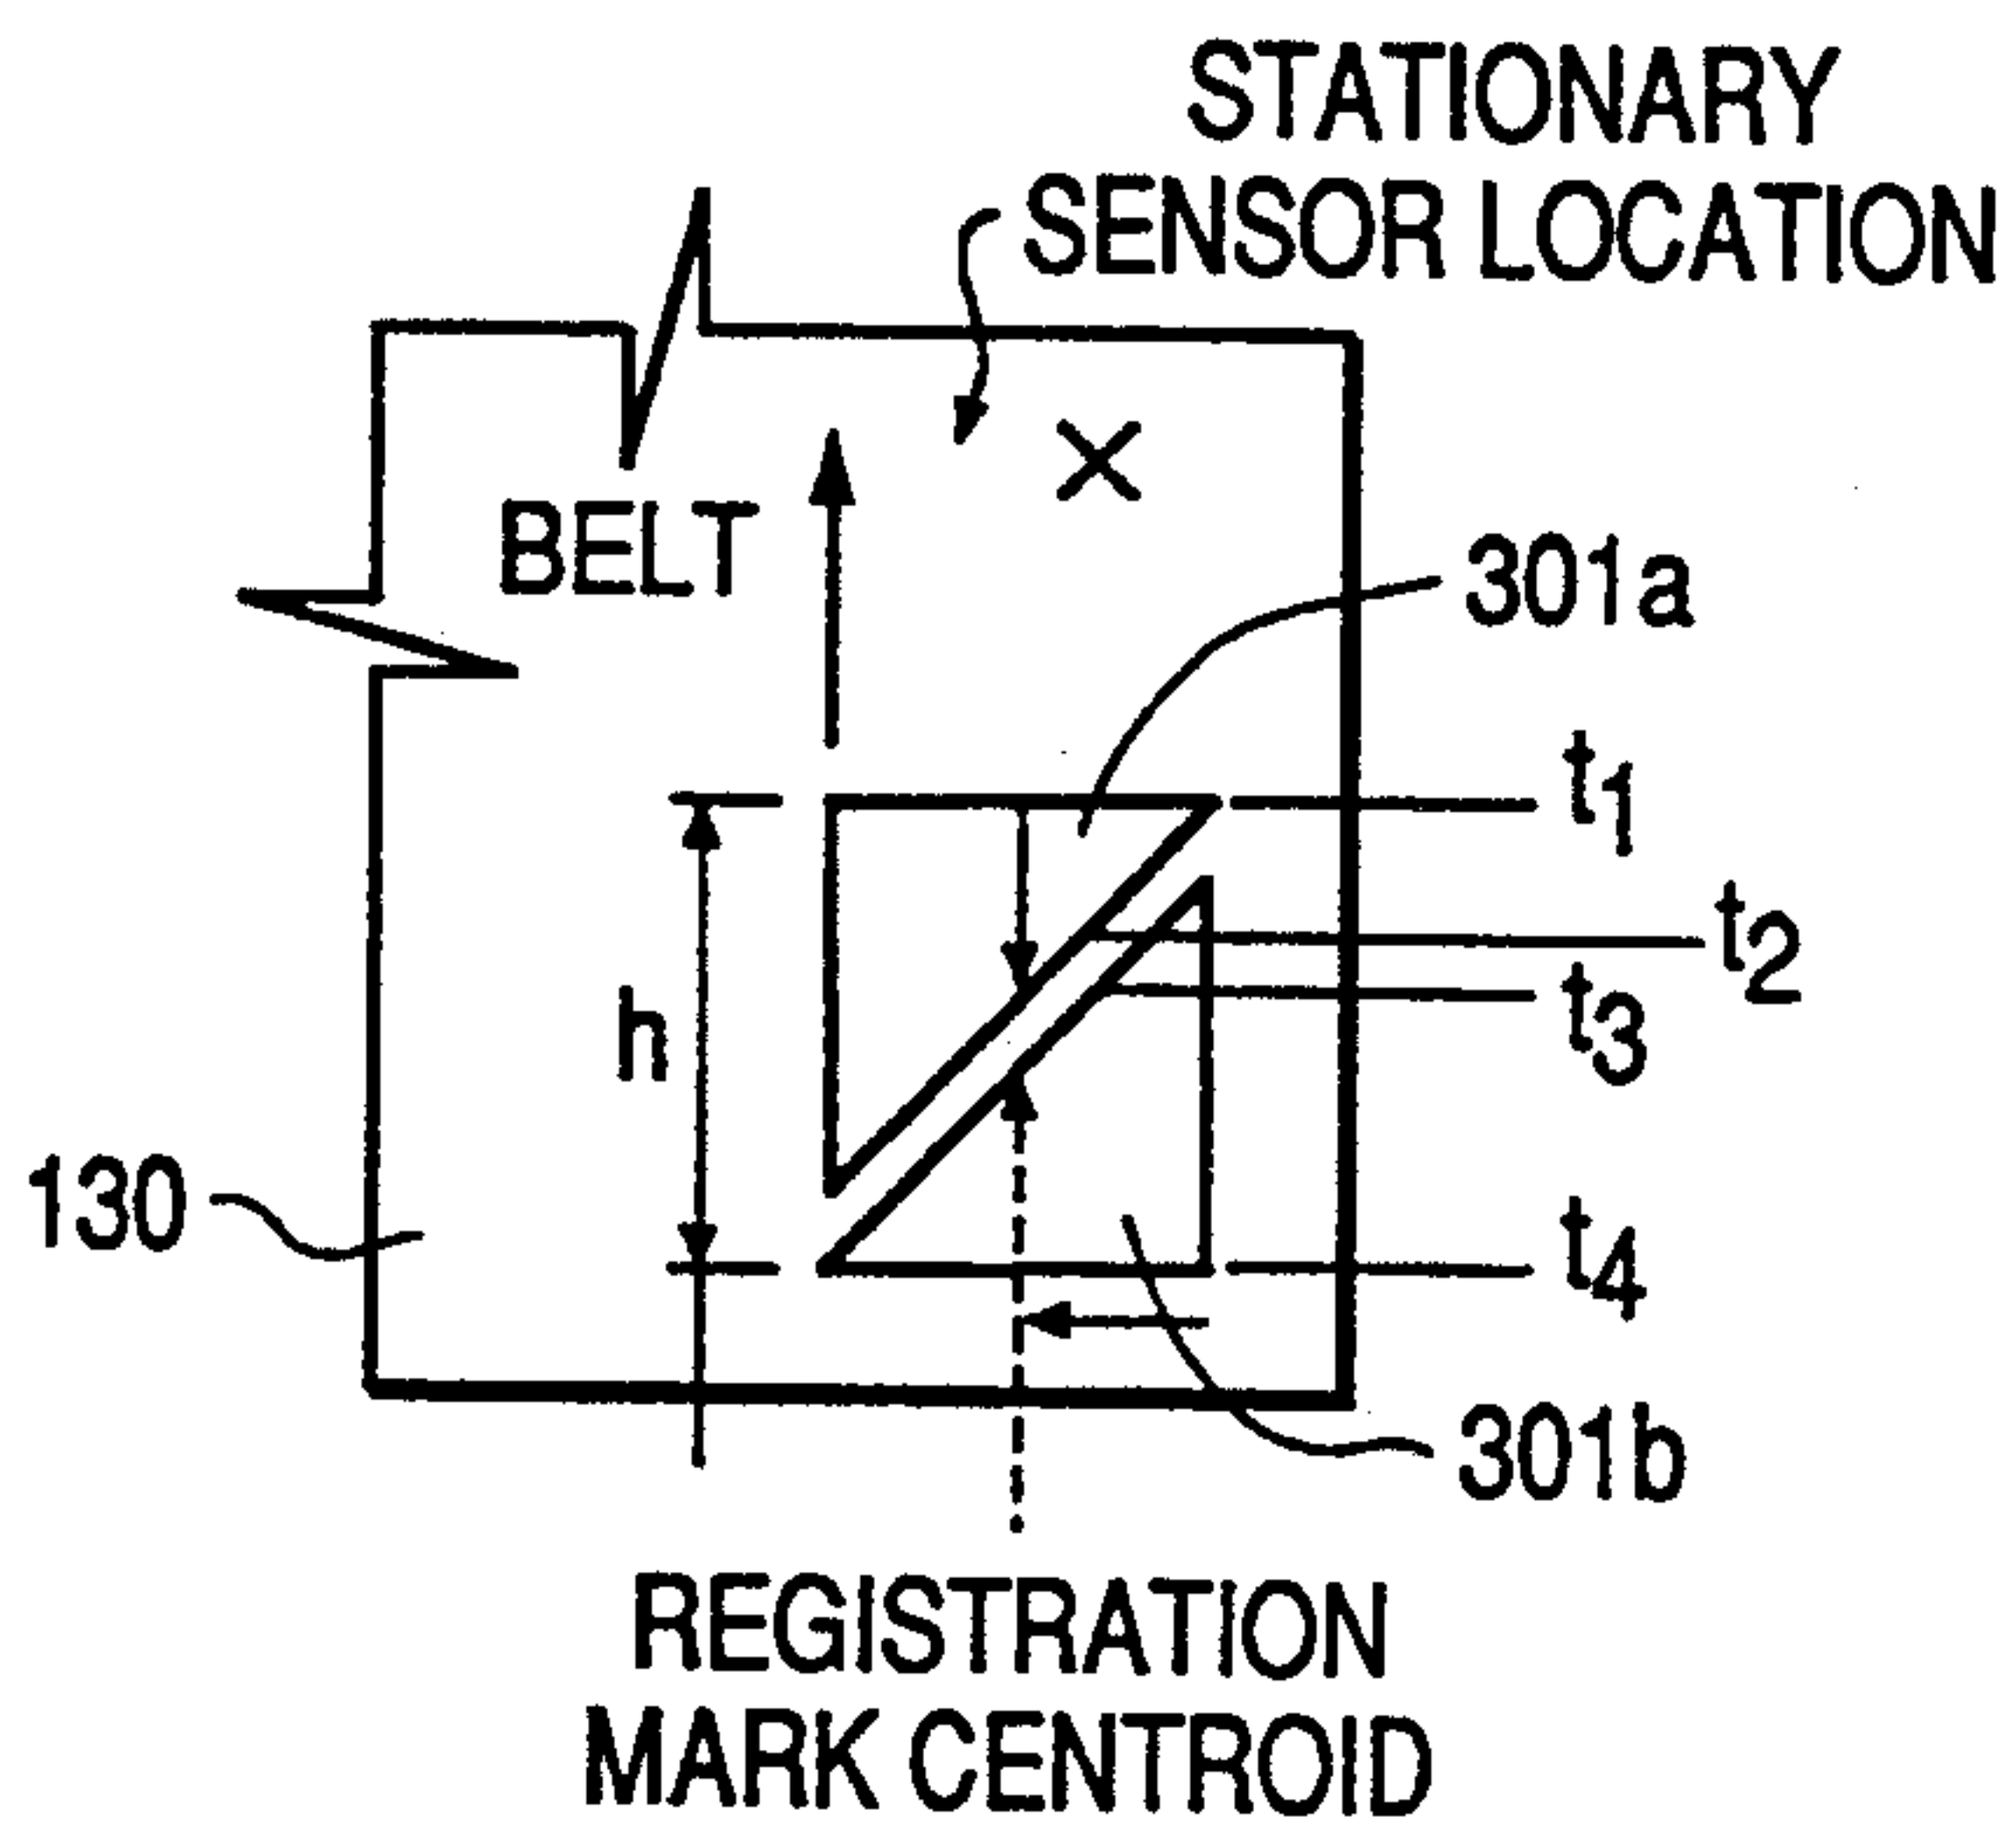 STATIONARY
SENSOR LOCATION
×
BELT
301a
t1
t2
h
t3
130
t4
301b
REGISTRATION
MARK CENTROID